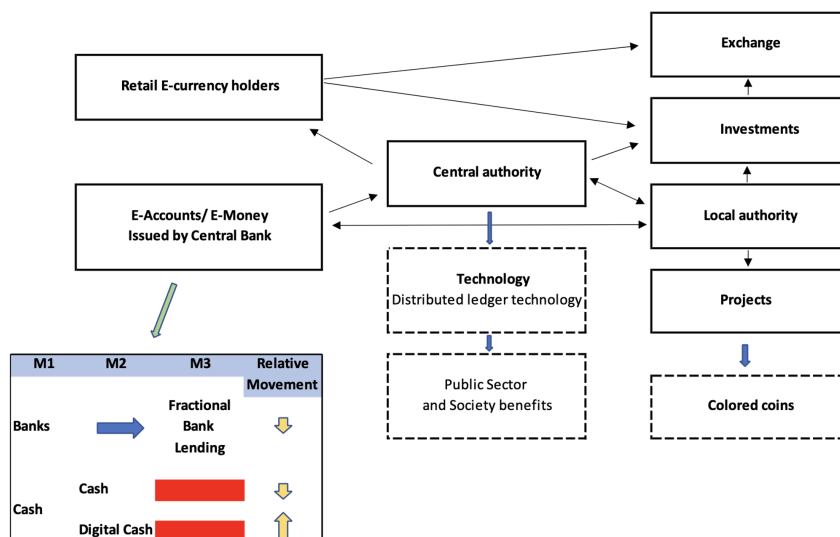 Exchange
Retail E-currency holders
Investments
Central authority
E-Accounts/ E-Money
Issued by Central Bank
Local authority
Technology
Distributed ledger technology
Projects
Public Sector
and Society benefits
Colored coins
M1 M2 M3 Relative
Movement
Fractional
Banks Bank
Lending
Cash
Cash
Digital Cash